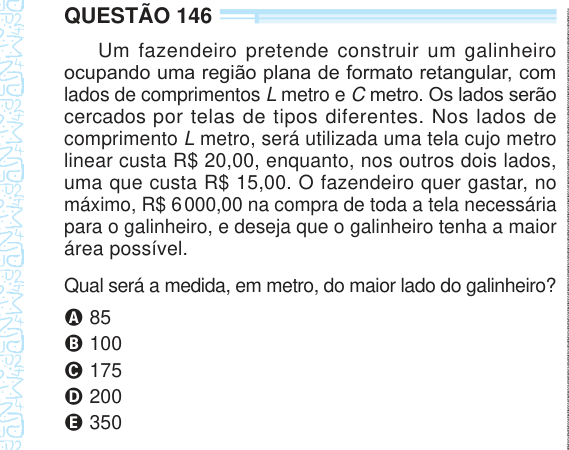 QUESTÃO 146
Um fazendeiro pretende construir um galinheiro
ocupando uma região plana de formato retangular, com
lados de comprimentos L metro e C metro. Os lados serão
cercados por telas de tipos diferentes. Nos lados de
comprimento L metro, será utilizada uma tela cujo metro
linear custa R$ 20,00, enquanto, nos outros dois lados,
uma que custa R$ 15,00. O fazendeiro quer gastar, no
máximo, R$ 6 000,00 na compra de toda a tela necessária
para o galinheiro, e deseja que o galinheiro tenha a maior
área possível.
Qual será a medida, em metro, do maior lado do galinheiro?
A 85
B 100
C 175
D 200
E 350